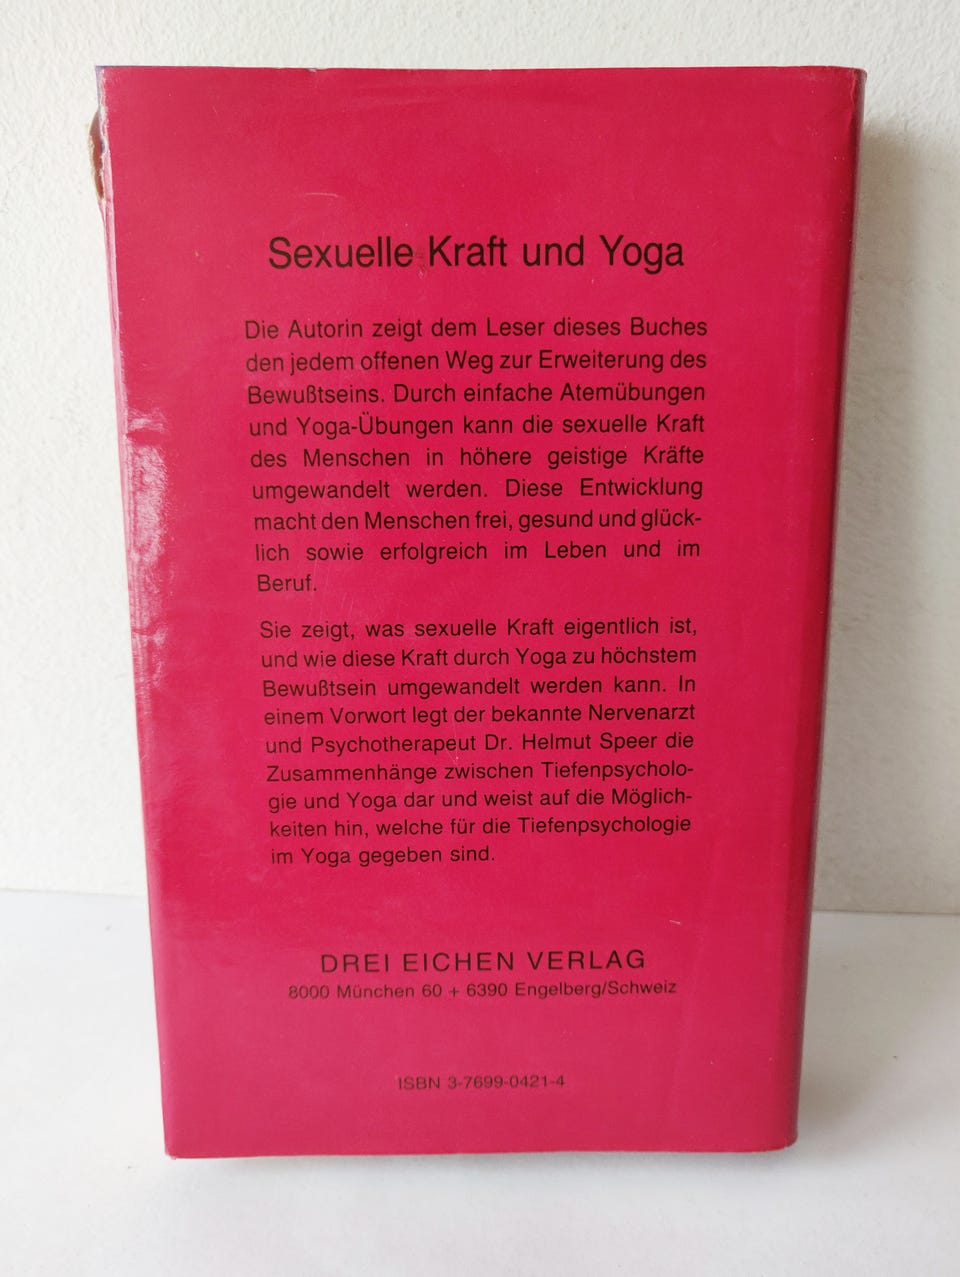 Sexuelle Kraft und Yoga
Die Autorin zeigt dem Leser dieses Buches
den jedem offenen Weg zur Erweiterung des
Bewußtseins. Durch einfache Atemübungen
und Yoga-Übungen kann die sexuelle Kraft
des Menschen in höhere geistige Kräfte
umgewandelt werden. Diese Entwicklung
macht den Menschen frei, gesund und glück-
lich sowie erfolgreich im Leben und im
Beruf.
Sie zeigt, was sexuelle Kraft eigentlich ist,
und wie diese Kraft durch Yoga zu höchstem
Bewußtsein umgewandelt werden kann. In
einem Vorwort legt der bekannte Nervenarzt
und Psychotherapeut Dr. Helmut Speer die
Zusammenhänge zwischen Tiefenpsycholo-
gie und Yoga dar und weist auf die Möglich-
keiten hin, welche für die Tiefenpsychologie
im Yoga gegeben sind.
DREI EICHEN VERLAG
8000 München 60 + 6390 Engelberg/Schweiz
ISBN 3-7699-0421-4